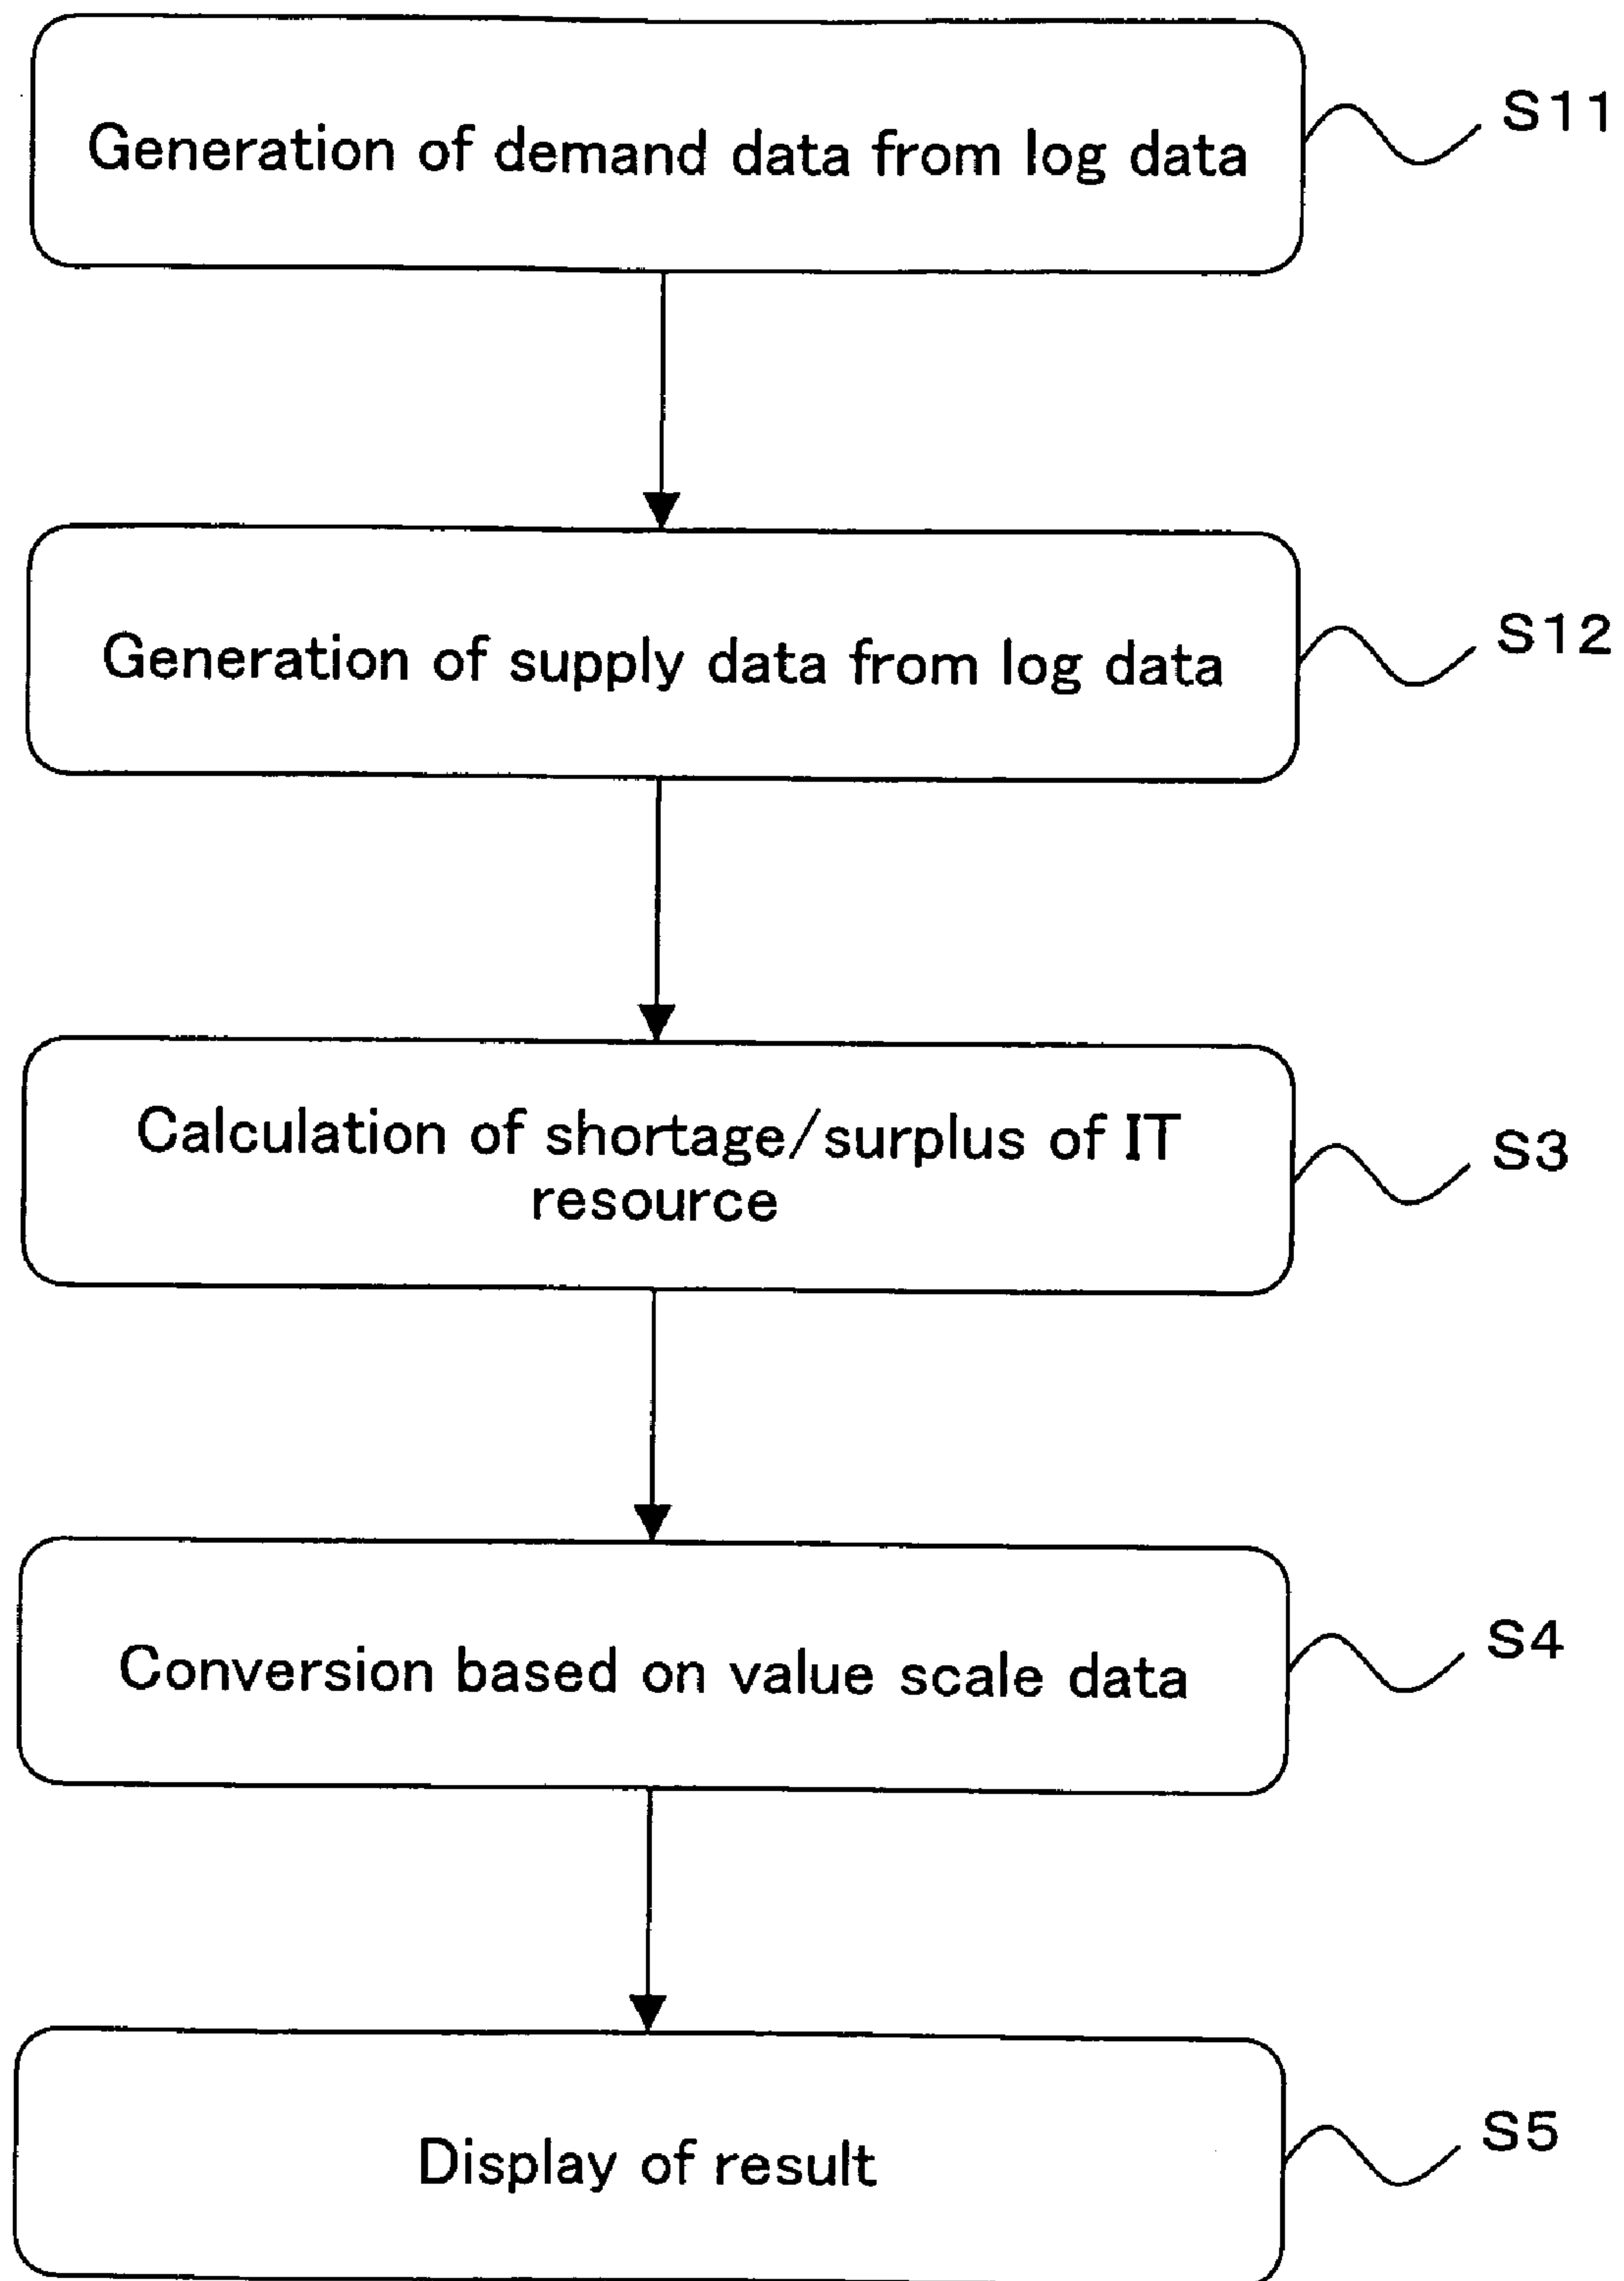 Generation of demand data from log data
S11
Generation of supply data from log data
S12
Calculation of shortage/surplus of IT
resource
S3
Conversion based on value scale data
S4
Display of result
S5